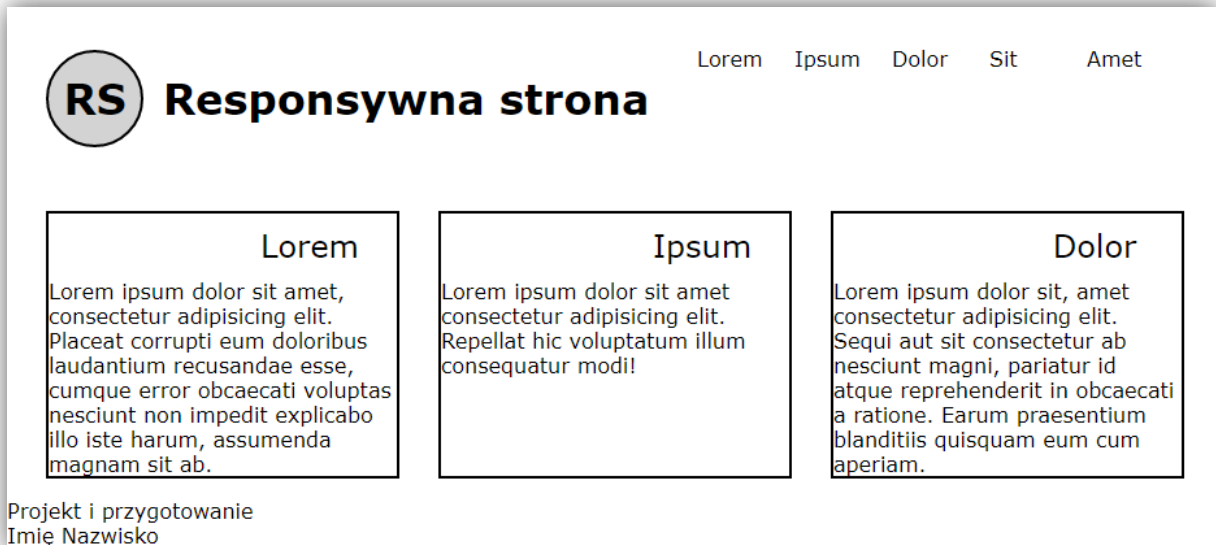 RS Responsywna strona
Lorem Ipsum Dolor Sit Amet
Lorem
Lorem ipsum dolor sit amet,
consectetur adipisicing elit.
Placeat corrupti eum doloribus
laudantium recusandae esse,
cumque error obcaecati voluptas
nesciunt non impedit explicabo
illo iste harum, assumenda
magnam sit ab.
Ipsum
Lorem ipsum dolor sit amet
consectetur adipisicing elit.
Repellat hic voluptatum illum
consequatur modi!
Dolor
Lorem ipsum dolor sit, amet
consectetur adipisicing elit.
Sequi aut sit consectetur ab
nesciunt magni, pariatur id
atque reprehenderit in obcaecati
a ratione. Earum praesentium
blanditiis quisquam eum cum
aperiam.
Projekt i przygotowanie
Imię Nazwisko